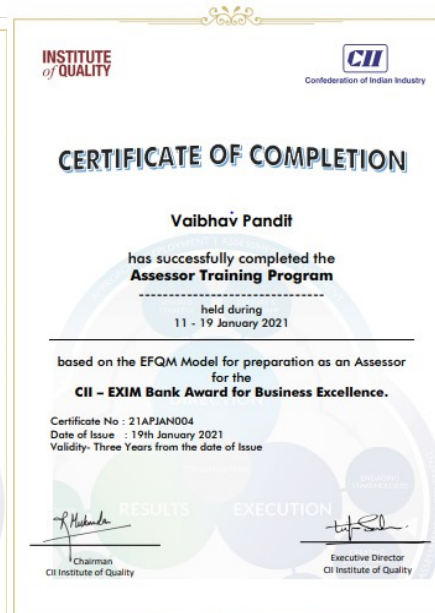 INSTITUTE
of QUALITY
CII
Confederation of Indian Industry
CERTIFICATE OF COMPLETION
Vaibhav Pandit
has successfully completed the
Assessor Training Program
------------------------------
held during
11 - 19 January 2021
based on the EFQM Model for preparation as an Assessor
for the
CII – EXIM Bank Award for Business Excellence.
Certificate No : 21APJAN004
Date of Issue : 19th January 2021
Validity- Three Years from the date of Issue
RESULTS
EXECUTION
Chairman
CII Institute of Quality
Executive Director
CII Institute of Quality